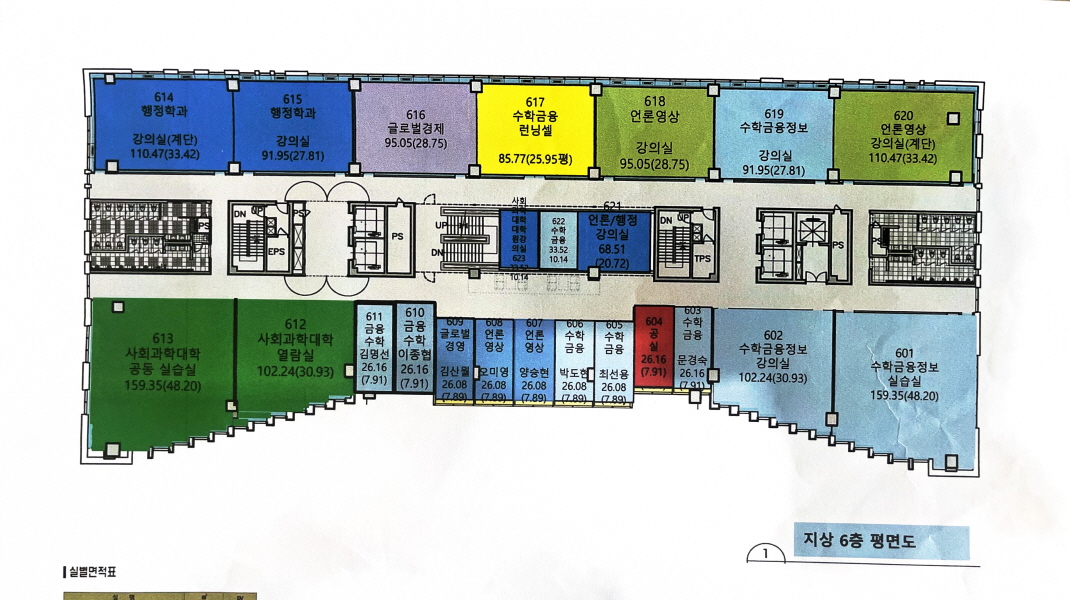 614
행정학과
강의실(계단)
110.47(33.42)
615
행정학과
강의실
91.95(27.81)
616
글로벌경제
95.05(28.75)
617
수학금융
런닝셀
85.77(25.95평)
618
언론영상
강의실
95.05(28.75)
619
수학금융정보
강의실
91.95(27.81)
620
언론영상
강의실(계단)
110.47(33.42)
PS
DN
UP
PS
EPS
PS
UP
DN
사회
대학
대학
원강
의실
623
10.14
622
수학
금융
33.52
10.14
621
언론/행정
강의실
68.51
(20.72)
DN
UP
TPS
PS
PS
613
사회과학대학
공동 실습실
159.35(48.20)
612
사회과학대학
열람실
102.24(30.93)
611
금융
수학
김명선
26.16
(7.91)
610
금융
수학
이종협
26.16
(7.91)
609
글로벌
경영
김산월
26.08
(7.89)
608
언론
영상
오미영
26.08
(7.89)
607
언론
영상
양승현
26.08
(7.89)
606
수학
금융
박도현
26.08
(7.89)
605
수학
금융
최선용
26.08
(7.89)
604
공
실
26.16
(7.91)
603
수학
금융
문경숙
26.16
(7.91)
602
수학금융정보
강의실
102.24(30.93)
601
수학금융정보
실습실
159.35(48.20)
1
지상 6층 평면도
실별면적표